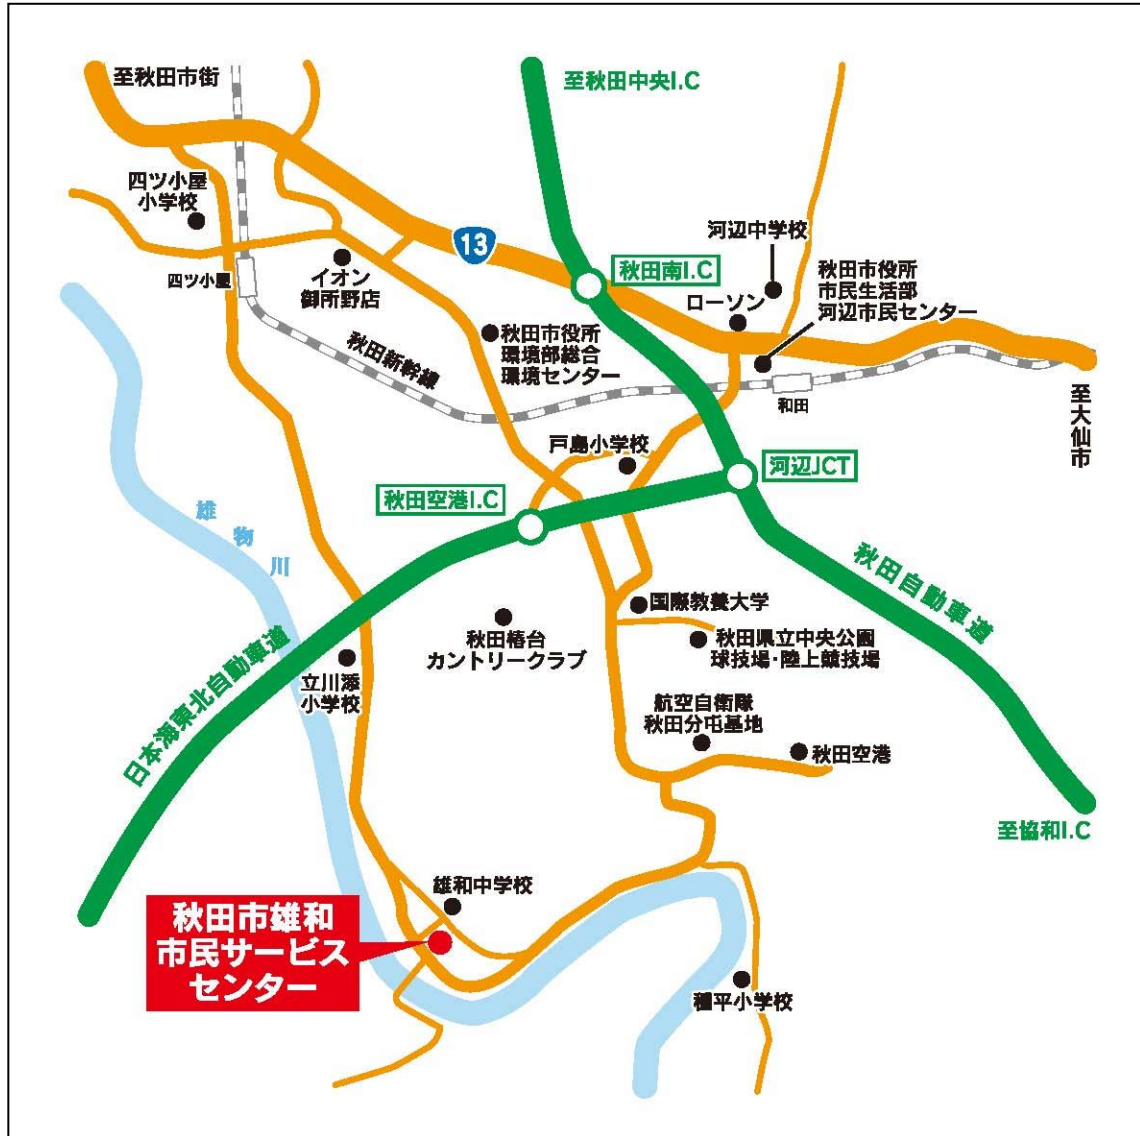 至秋田市街
至秋田中央I.C
四ツ小屋
小学校
13
河辺中学校
秋田南I.C
秋田市役所
市民生活部
河辺市民センター
四ツ小屋
イオン
御所野店
ローソン
秋田新幹線
秋田市役所
環境部総合
環境センター
和田
至大仙市
戸島小学校
河辺JCT
秋田空港I.C
雄物川
秋田自動車道
国際教養大学
秋田椿台
カントリークラブ
秋田県立中央公園
球技場・陸上競技場
立川添
小学校
日本海東北自動車道
航空自衛隊
秋田分屯基地
秋田空港
至協和I.C
雄和中学校
秋田市雄和
市民サービス
センター
種平小学校